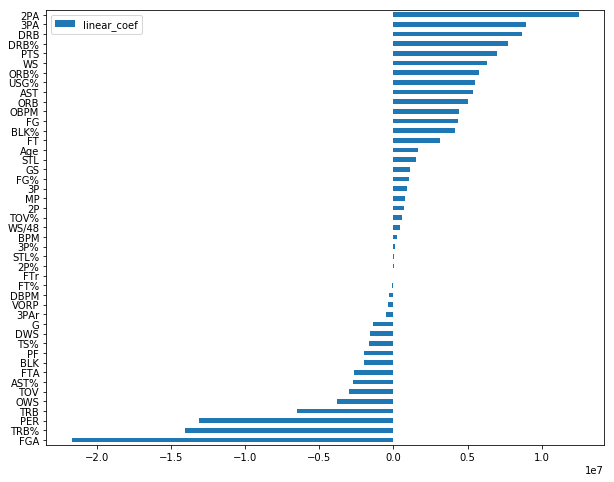 2PA
3PA
DRB
DRB%
PTS
WS
ORB%
USG%
AST
ORB
OBPM
FG
BLK%
FT
Age
STL
GS
FG%
3P
MP
2P
TOV%
WS/48
BPM
3P%
STL%
2P%
FTr
FT%
DBPM
VORP
3PAr
G
DWS
TS%
PF
BLK
FTA
AST%
TOV
OWS
TRB
PER
TRB%
FGA
linear_coef
−2.0 −1.5 −1.0 −0.5 0.0 0.5 1.0
1e7